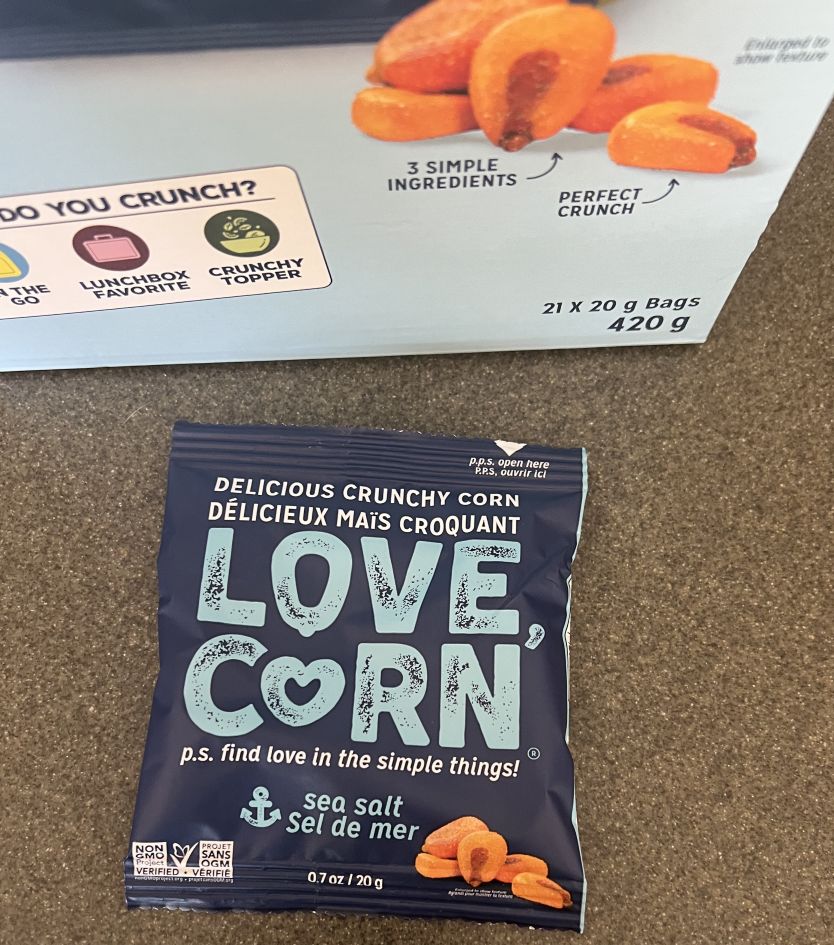 Enlarged to
show texture
3 SIMPLE
INGREDIENTS
PERFECT
CRUNCH
DO YOU CRUNCH?
THE
GO
LUNCHBOX
FAVORITE
CRUNCHY
TOPPER
21 X 20 g Bags
420 g
p.p.s. open here
P.P.S, ouvrir ici
DELICIOUS CRUNCHY CORN
DÉLICIEUX MAïS CROQUANT
LOVE,
CORN
®
p.s. find love in the simple things!
sea salt
Sel de mer
NON
GMO
Project
VERIFIED • VÉRIFIÉ
PROJET
SANS
OGM
0.7 oz / 20 g